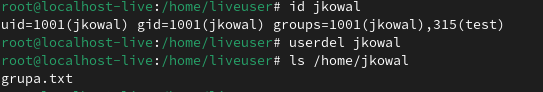 root@localhost-live:/home/liveuser# id jkowal
uid=1001(jkowal) gid=1001(jkowal) groups=1001(jkowal),315(test)
root@localhost-live:/home/liveuser# userdel jkowal
root@localhost-live:/home/liveuser# ls /home/jkowal
grupa.txt